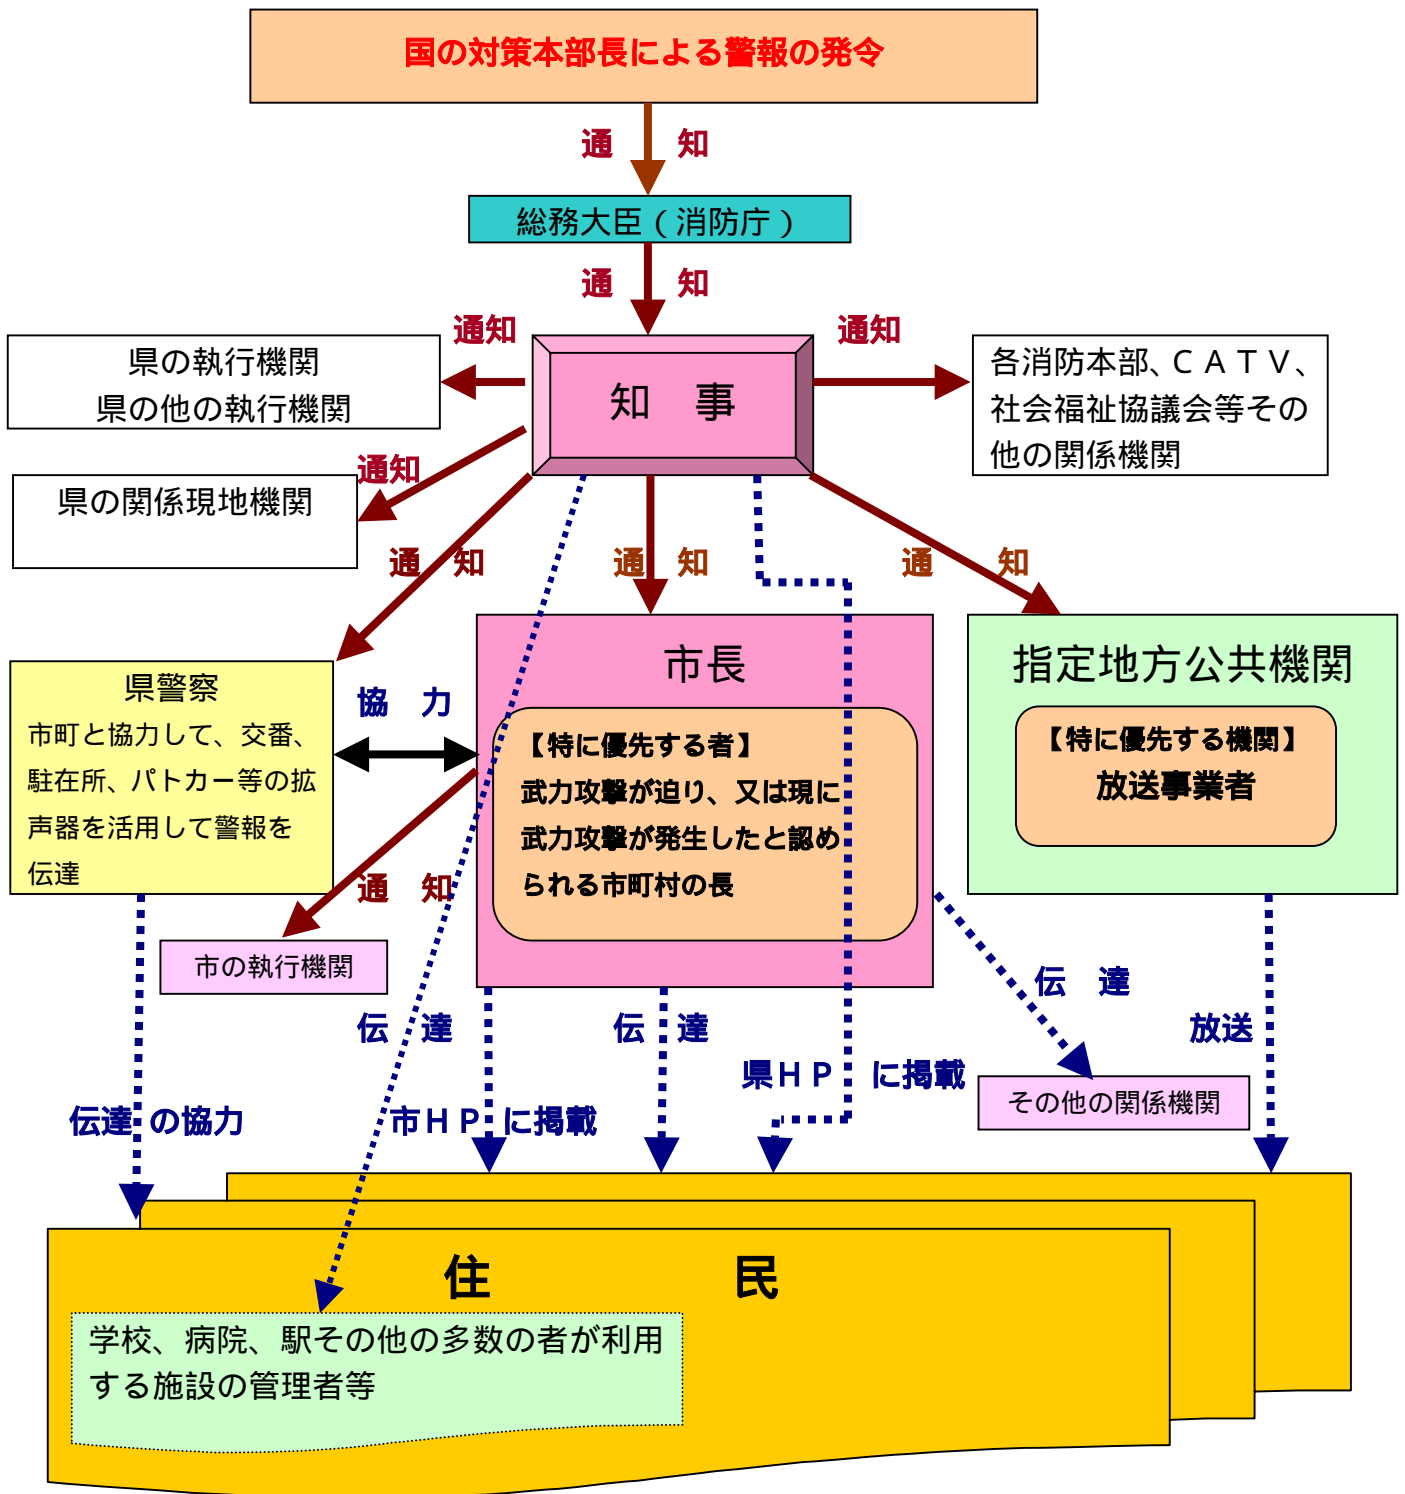 国の対策本部長による警報の発令
通　知
総務大臣（消防庁）
通　知
通知
通知
県の執行機関
県の他の執行機関
知　事
各消防本部、ＣＡＴＶ、
社会福祉協議会等その
他の関係機関
通知
県の関係現地機関
通　知
通　知
通　知
県警察
市町と協力して、交番、
駐在所、パトカー等の拡
声器を活用して警報を
伝達
協　力
市長
【特に優先する者】
武力攻撃が迫り、又は現に
武力攻撃が発生したと認め
られる市町村の長
指定地方公共機関
【特に優先する機関】
放送事業者
通　知
市の執行機関
伝　達
伝　達
伝　達
放送
県ＨＰ　に掲載
その他の関係機関
伝達　の協力
市ＨＰ　に掲載
住　民
学校、病院、駅その他の多数の者が利用
する施設の管理者等